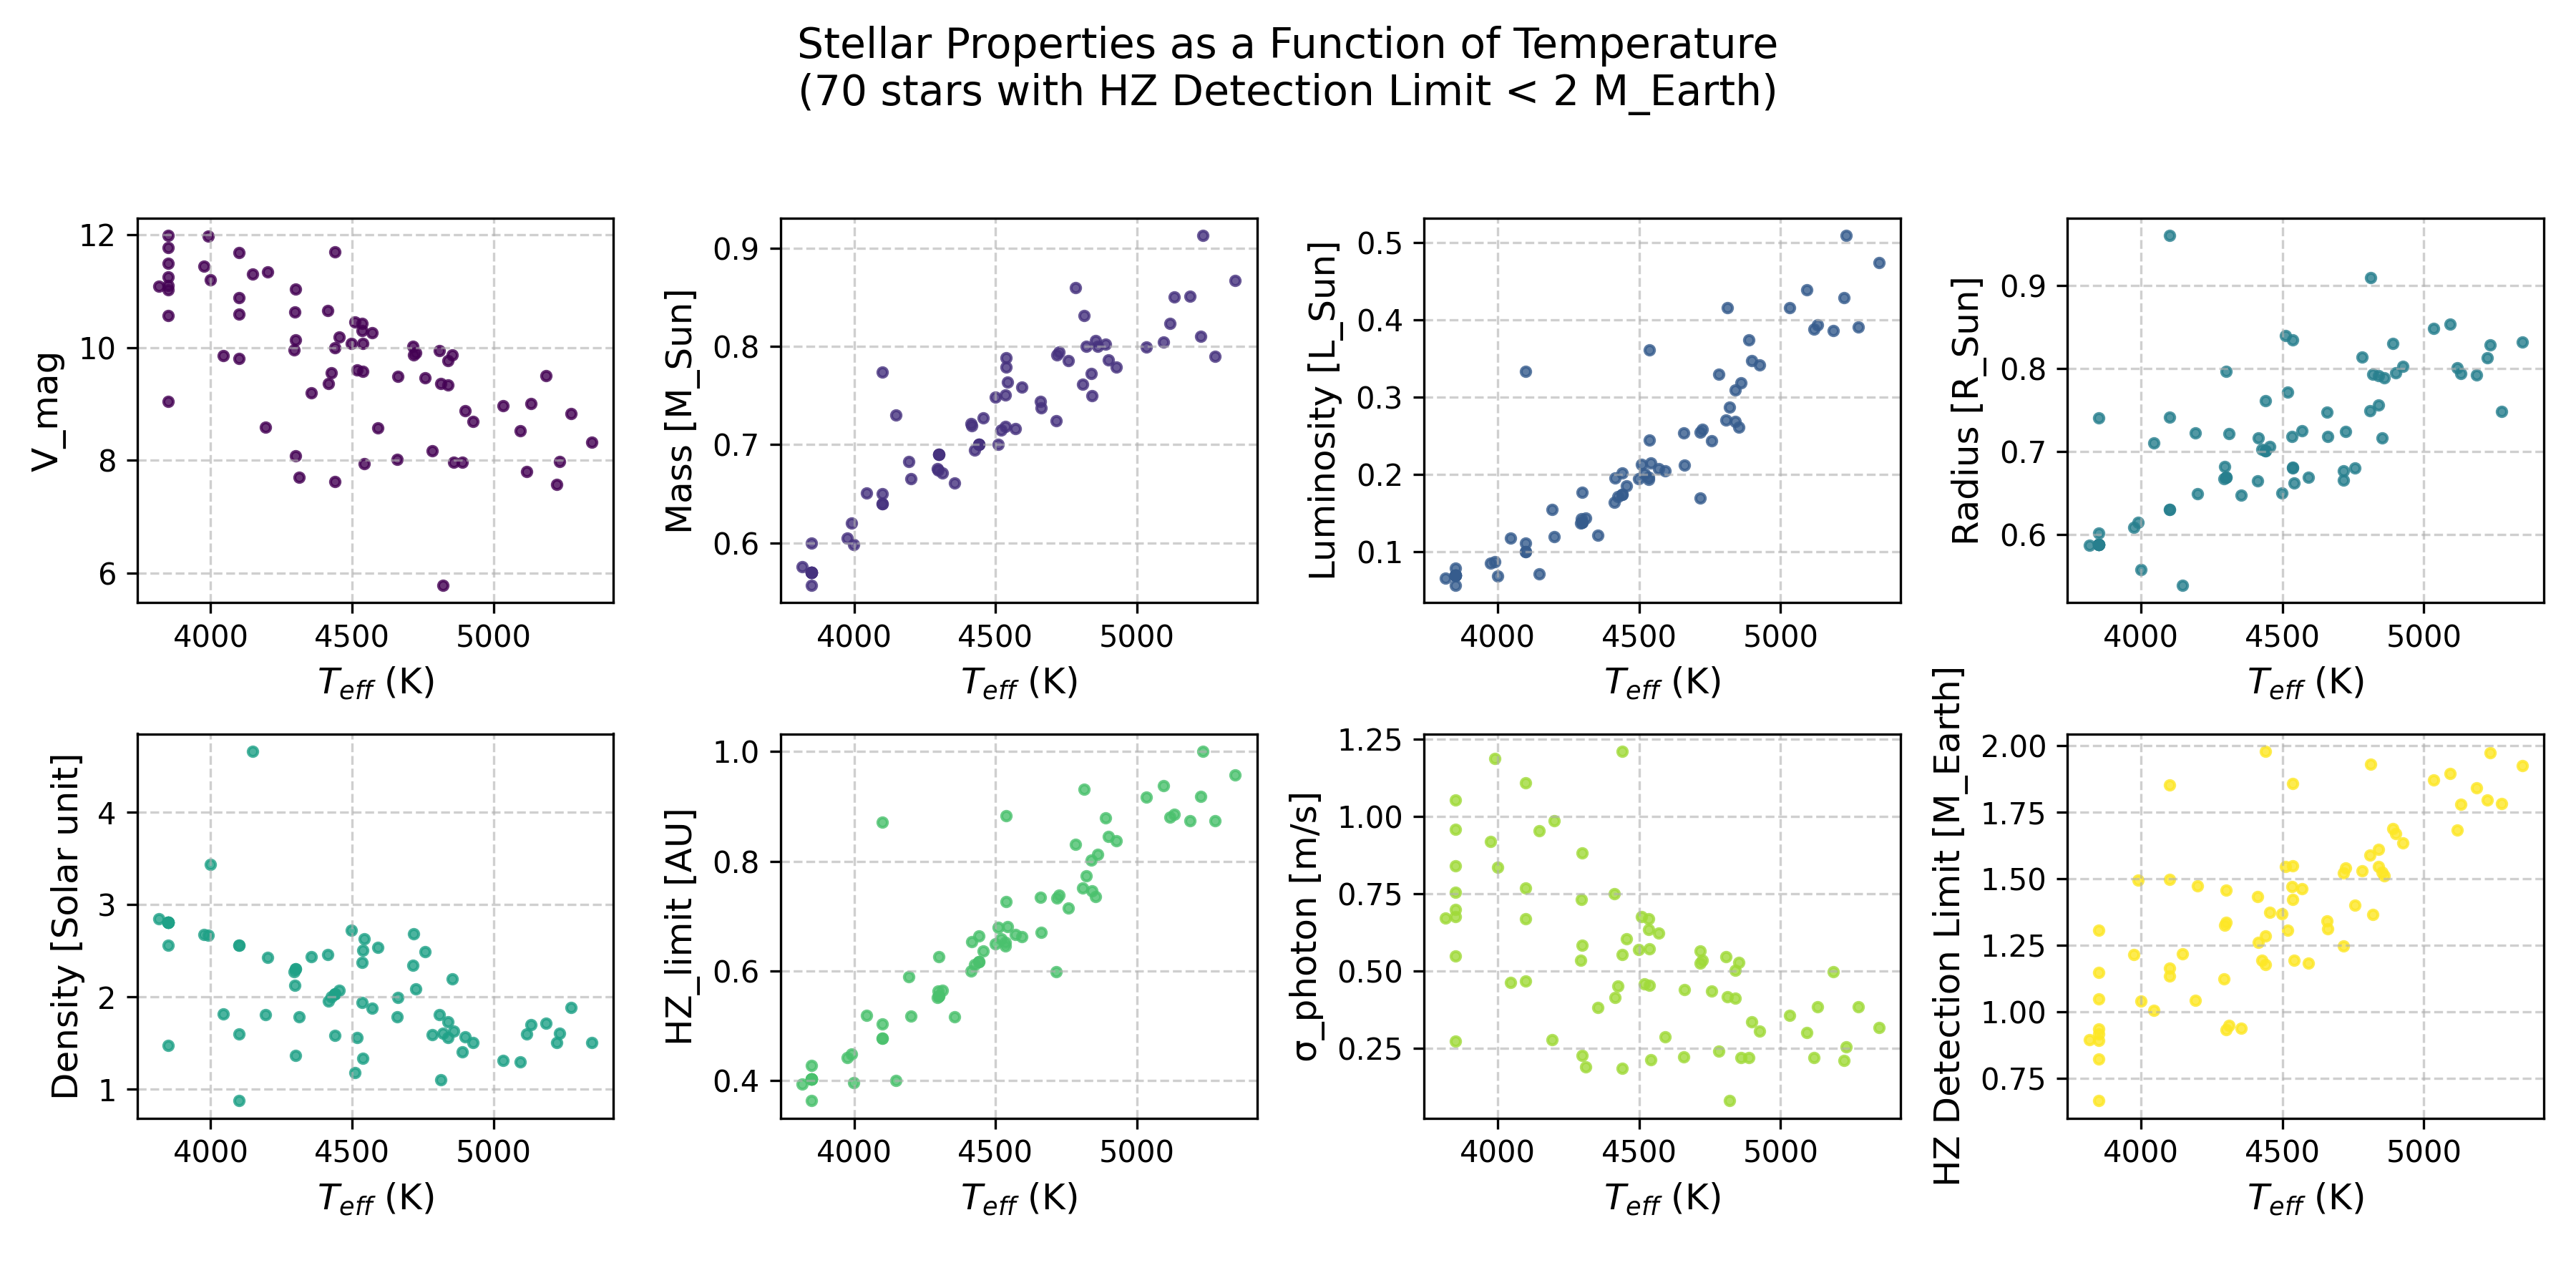 Stellar Properties as a Function of Temperature
(70 stars with HZ Detection Limit < 2 M_Earth)
V_mag
12
10
8
6
4000 4500 5000
T_eff (K)
Mass [M_Sun]
0.9
0.8
0.7
0.6
4000 4500 5000
T_eff (K)
Luminosity [L_Sun]
0.5
0.4
0.3
0.2
0.1
4000 4500 5000
T_eff (K)
Radius [R_Sun]
0.9
0.8
0.7
0.6
4000 4500 5000
T_eff (K)
Density [Solar unit]
4
3
2
1
4000 4500 5000
T_eff (K)
HZ_limit [AU]
1.0
0.8
0.6
0.4
4000 4500 5000
T_eff (K)
σ_photon [m/s]
1.25
1.00
0.75
0.50
0.25
4000 4500 5000
T_eff (K)
HZ Detection Limit [M_Earth]
2.00
1.75
1.50
1.25
1.00
0.75
4000 4500 5000
T_eff (K)